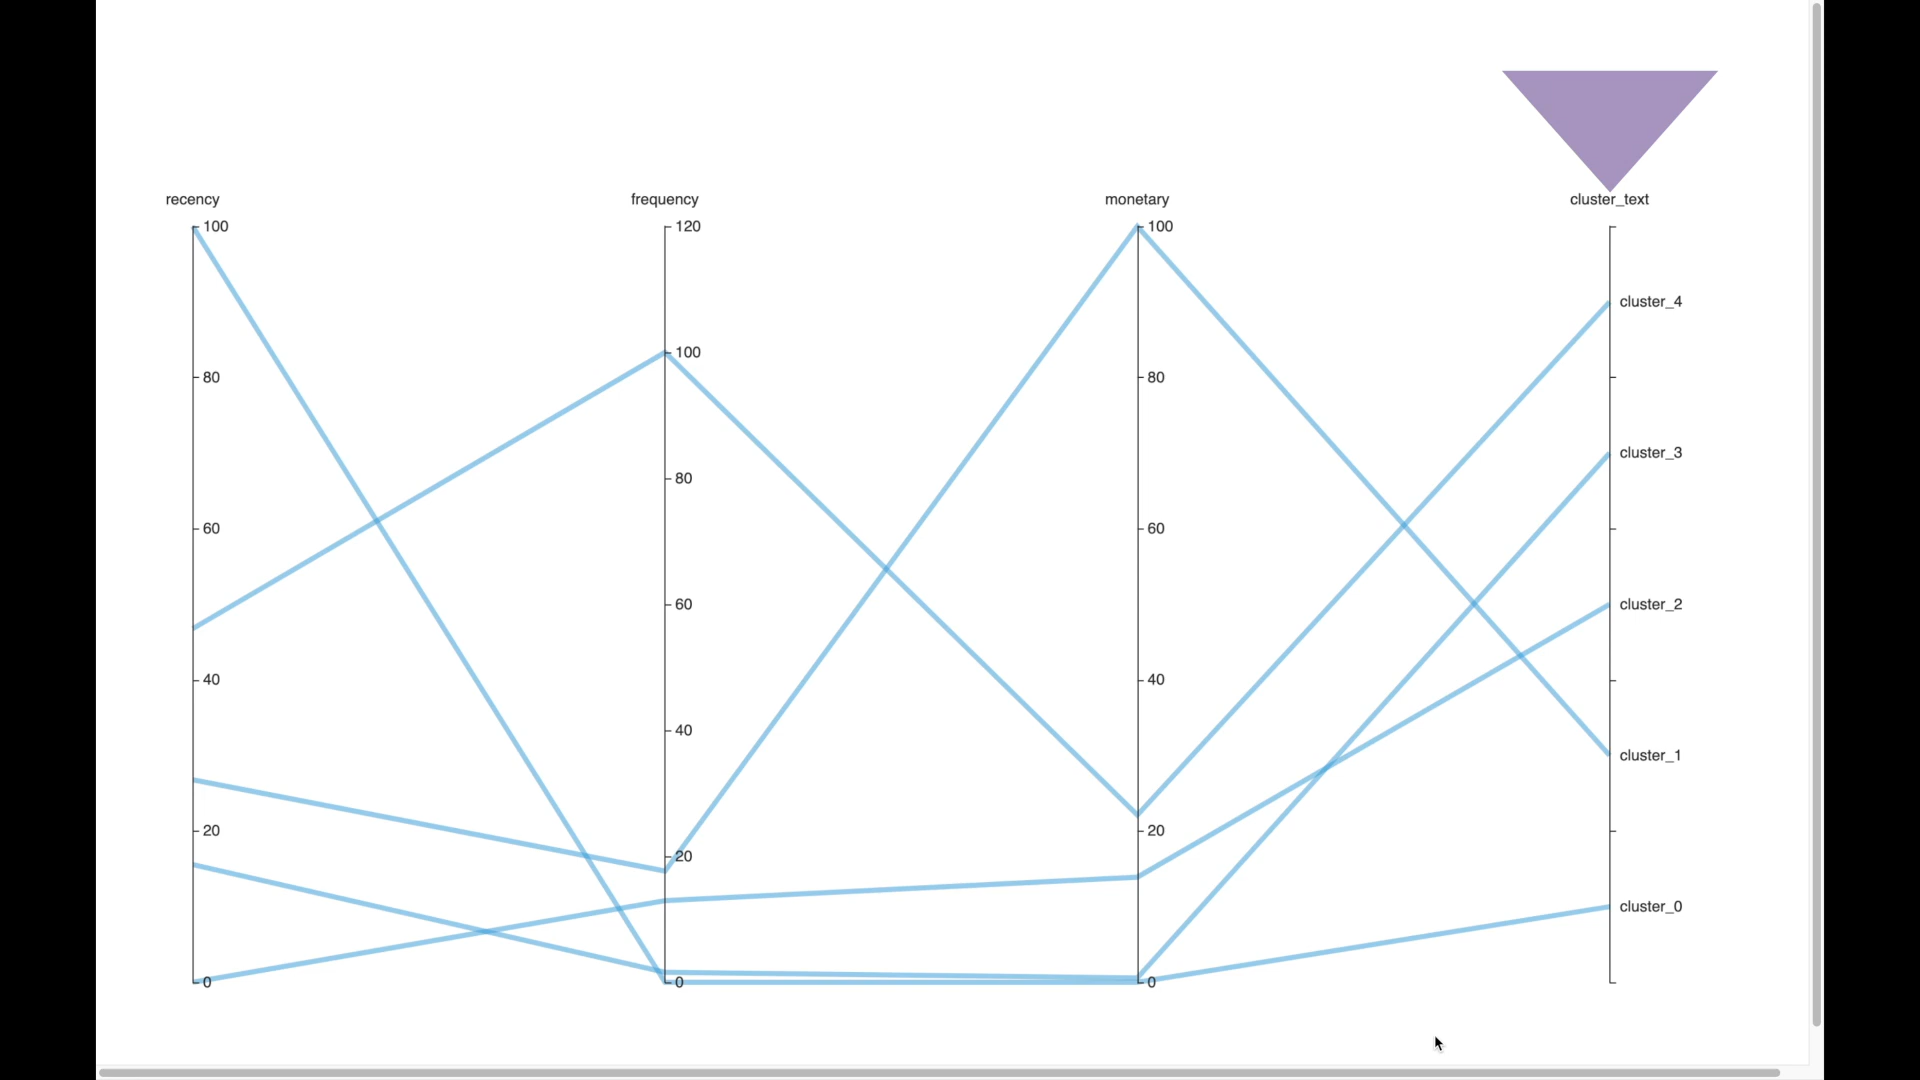 recency
frequency
monetary
cluster_text
100
80
60
40
20
0
120
100
80
60
40
20
0
100
80
60
40
20
0
cluster_4
cluster_3
cluster_2
cluster_1
cluster_0